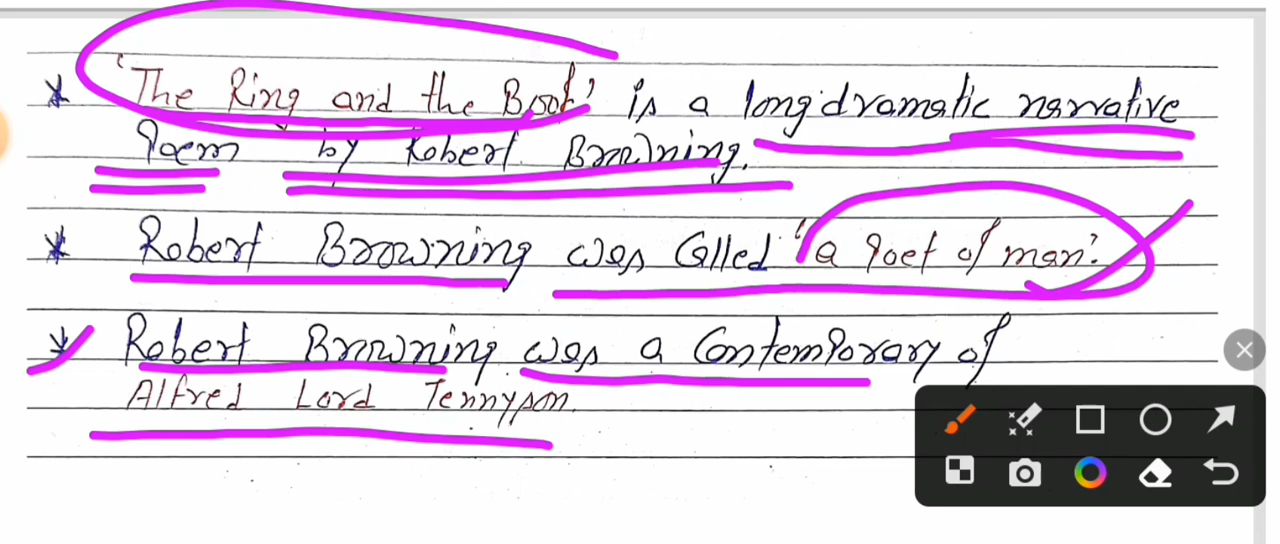 * 'The Ring and the Book' is a long dramatic narrative
Poem by Robert Browning.
* Robert Browning was Called 'a Poet of man'.
* Robert Browning was a Contemporary of
Alfred Lord Tennyson.